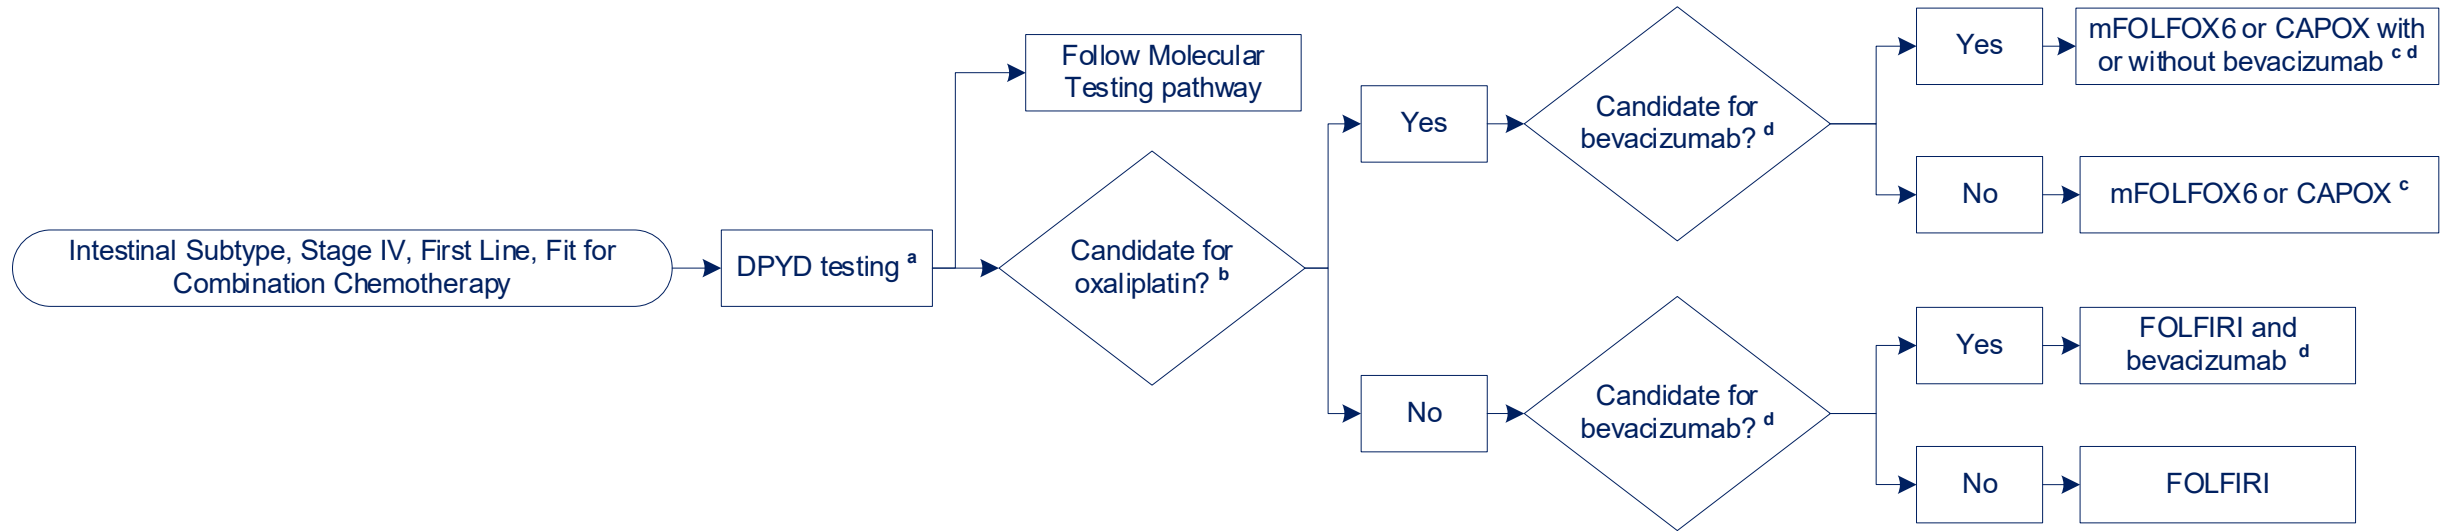 Intestinal Subtype, Stage IV, First Line, Fit for
Combination Chemotherapy
DPYD testing a
Follow Molecular
Testing pathway
Candidate for
oxaliplatin? b
Yes
Candidate for
bevacizumab? d
Yes
mFOLFOX6 or CAPOX with
or without bevacizumab c d
No
mFOLFOX6 or CAPOX c
No
Candidate for
bevacizumab? d
Yes
FOLFIRI and
bevacizumab d
No
FOLFIRI